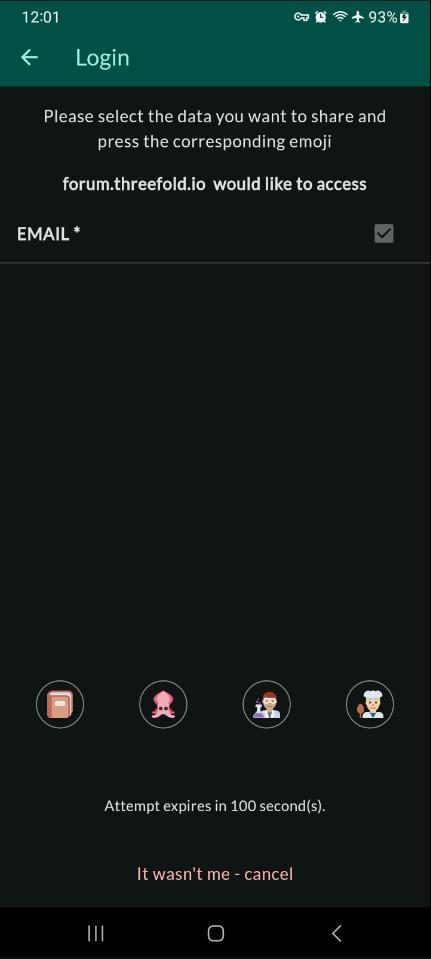 12:01
93%
Login
Please select the data you want to share and
press the corresponding emoji
forum.threefold.io would like to access
EMAIL *
Attempt expires in 100 second(s).
It wasn't me - cancel